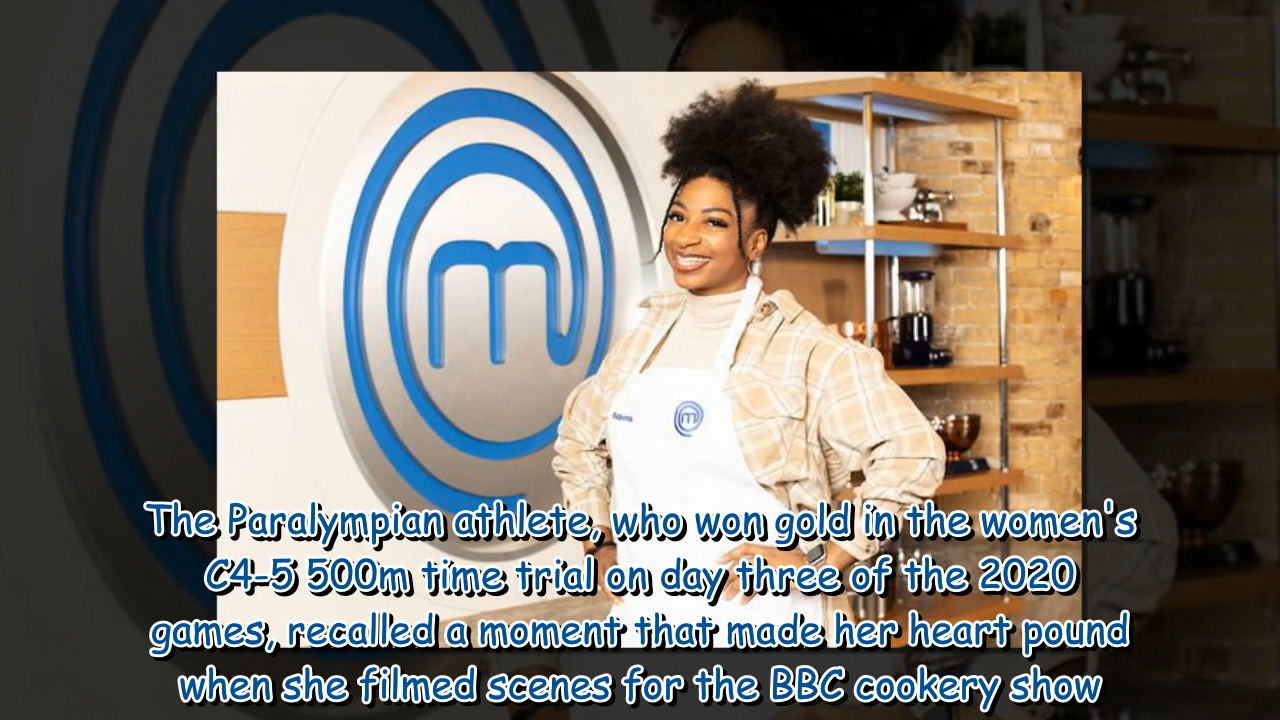 m
m
The Paralympian athlete, who won gold in the women's
C4-5 500m time trial on day three of the 2020
games, recalled a moment that made her heart pound
when she filmed scenes for the BBC cookery show